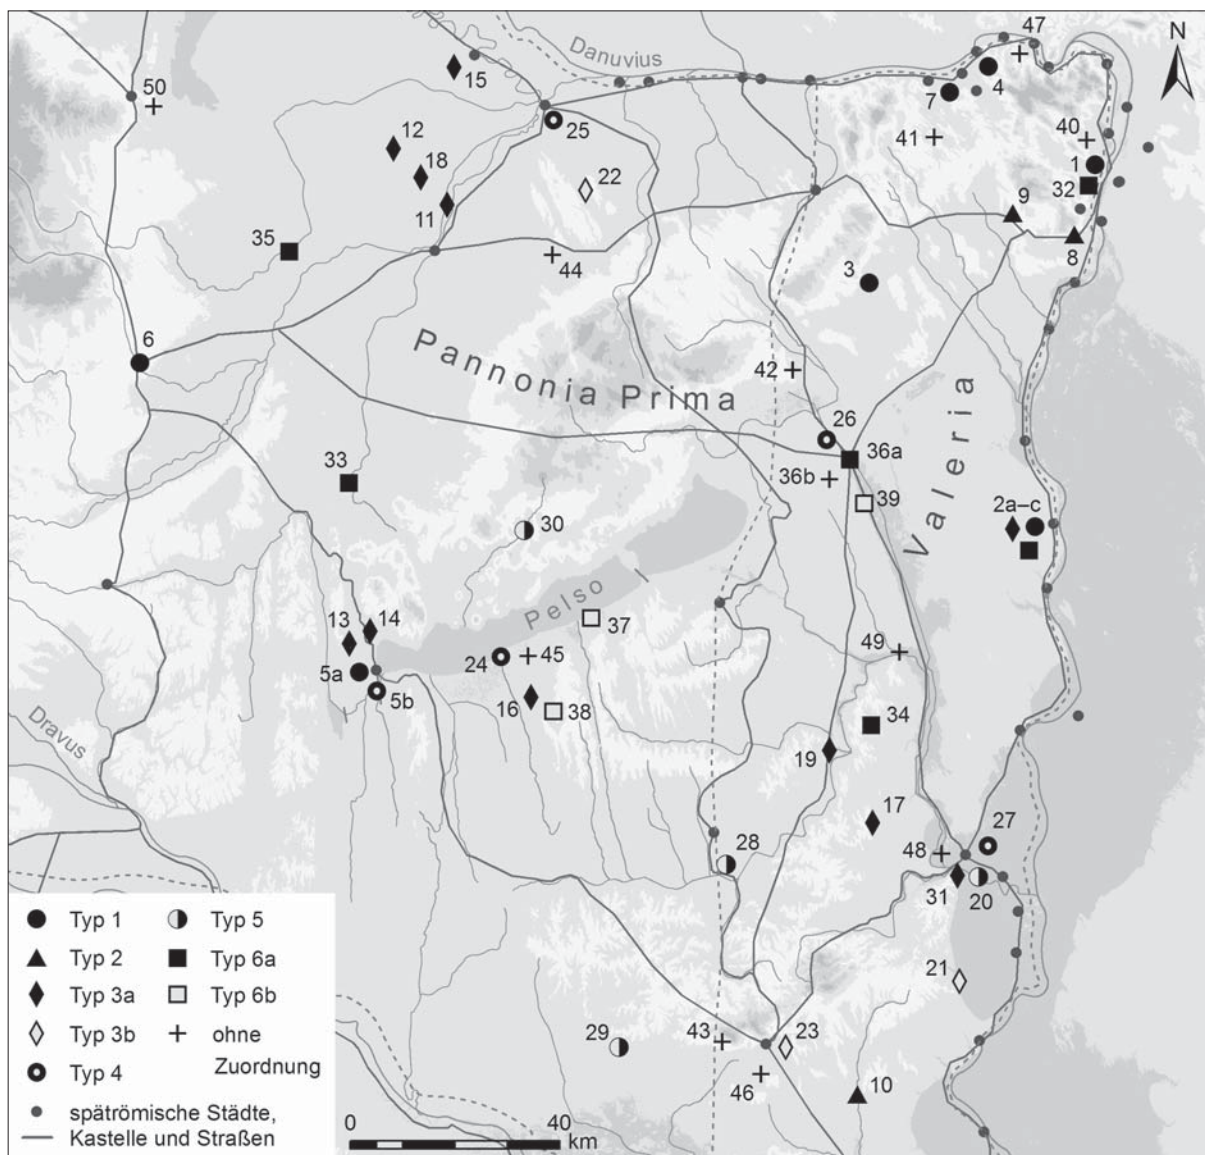 47
N
Danuvius
50
15
4
7
12
25
41
40
18
1
22
32
11
9
35
44
8
3
6
Pannonia Prima
42
Valeria
26
36a
33
36b
39
2a–c
30
Pelso
13
14
37
49
24
45
5a
5b
16
38
34
Dravus
19
17
27
28
48
31
20
21
29
43
23
46
10
Typ 1
Typ 5
Typ 2
Typ 6a
Typ 3a
Typ 6b
Typ 3b
ohne
Zuordnung
Typ 4
spätrömische Städte,
Kastelle und Straßen
0
40
km